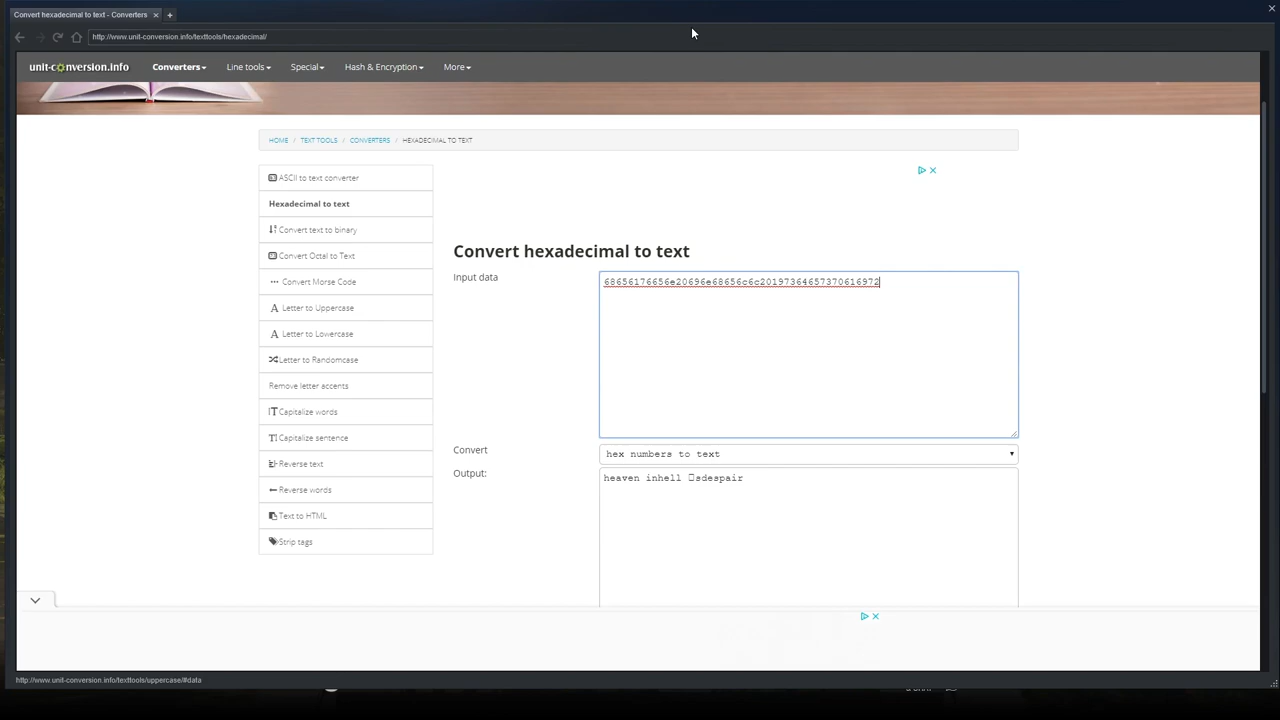 Convert hexadecimal to text - Converters
http://www.unit-conversion.info/texttools/hexadecimal/
unit-conversion.info Converters Line tools Special Hash & Encryption More
HOME / TEXT TOOLS / CONVERTERS / HEXADECIMAL TO TEXT
ASCII to text converter
Hexadecimal to text
Convert text to binary
Convert Octal to Text
Convert Morse Code
Letter to Uppercase
Letter to Lowercase
Letter to Randomcase
Remove letter accents
Capitalize words
Capitalize sentence
Reverse text
Reverse words
Text to HTML
Strip tags
Convert hexadecimal to text
Input data
68656176656e20696e68656c6c20197364657370616972
Convert
hex numbers to text
Output:
heaven inhell □sdespair
http://www.unit-conversion.info/texttools/uppercase/#data